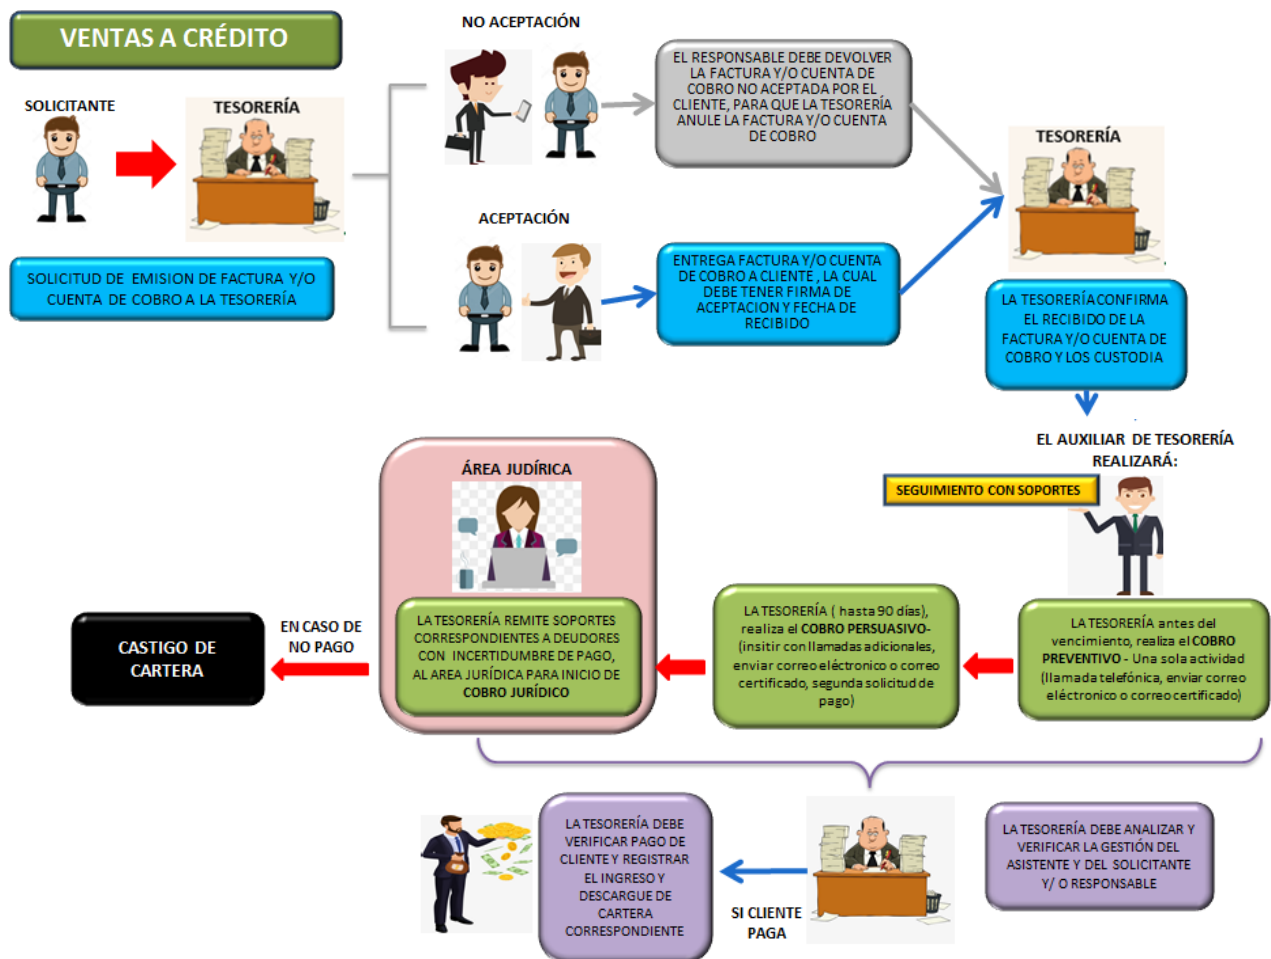 VENTAS A CRÉDITO
SOLICITANTE
TESORERÍA
SOLICITUD DE EMISION DE FACTURA Y/O
CUENTA DE COBRO A LA TESORERÍA
NO ACEPTACIÓN
EL RESPONSABLE DEBE DEVOLVER
LA FACTURA Y/O CUENTA DE
COBRO NO ACEPTADA POR EL
CLIENTE, PARA QUE LA TESORERÍA
ANULE LA FACTURA Y/O CUENTA
DE COBRO
ACEPTACIÓN
ENTREGA FACTURA Y/O CUENTA
DE COBRO A CLIENTE , LA CUAL
DEBE TENER FIRMA DE
ACEPTACION Y FECHA DE
RECIBIDO
TESORERÍA
LA TESORERÍA CONFIRMA
EL RECIBIDO DE LA
FACTURA Y/O CUENTA DE
COBRO Y LOS CUSTODIA
EL AUXILIAR DE TESORERÍA
REALIZARÁ:
SEGUIMIENTO CON SOPORTES
LA TESORERÍA antes del
vencimiento, realiza el COBRO
PREVENTIVO - Una sola actividad
(llamada telefónica, enviar correo
eléctronico o correo certificado)
LA TESORERÍA ( hasta 90 días),
realiza el COBRO PERSUASIVO-
(insitir con llamadas adicionales,
enviar correo eléctronico o correo
certificado, segunda solicitud de
pago)
ÁREA JUDÍRICA
LA TESORERÍA REMITE SOPORTES
CORRESPONDIENTES A DEUDORES
CON INCERTIDUMBRE DE PAGO,
AL AREA JURÍDICA PARA INICIO DE
COBRO JURÍDICO
EN CASO DE
NO PAGO
CASTIGO DE
CARTERA
LA TESORERÍA DEBE
VERIFICAR PAGO DE
CLIENTE Y REGISTRAR
EL INGRESO Y
DESCARGUE DE
CARTERA
CORRESPONDIENTE
SI CLIENTE
PAGA
LA TESORERÍA DEBE ANALIZAR Y
VERIFICAR LA GESTIÓN DEL
ASISTENTE Y DEL SOLICITANTE
Y/ O RESPONSABLE